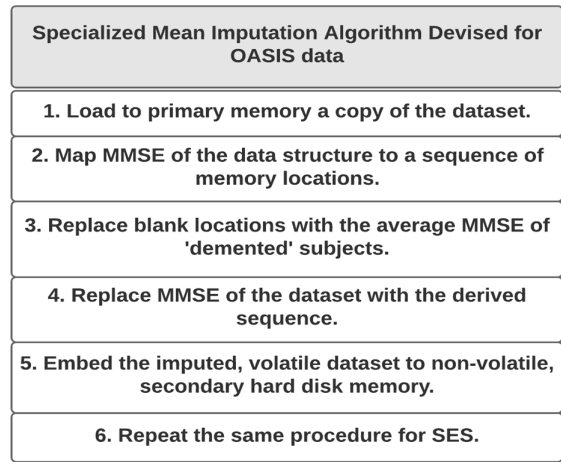 Specialized Mean Imputation Algorithm Devised for
OASIS data
1. Load to primary memory a copy of the dataset.
2. Map MMSE of the data structure to a sequence of
memory locations.
3. Replace blank locations with the average MMSE of
'demented' subjects.
4. Replace MMSE of the dataset with the derived
sequence.
5. Embed the imputed, volatile dataset to non-volatile,
secondary hard disk memory.
6. Repeat the same procedure for SES.